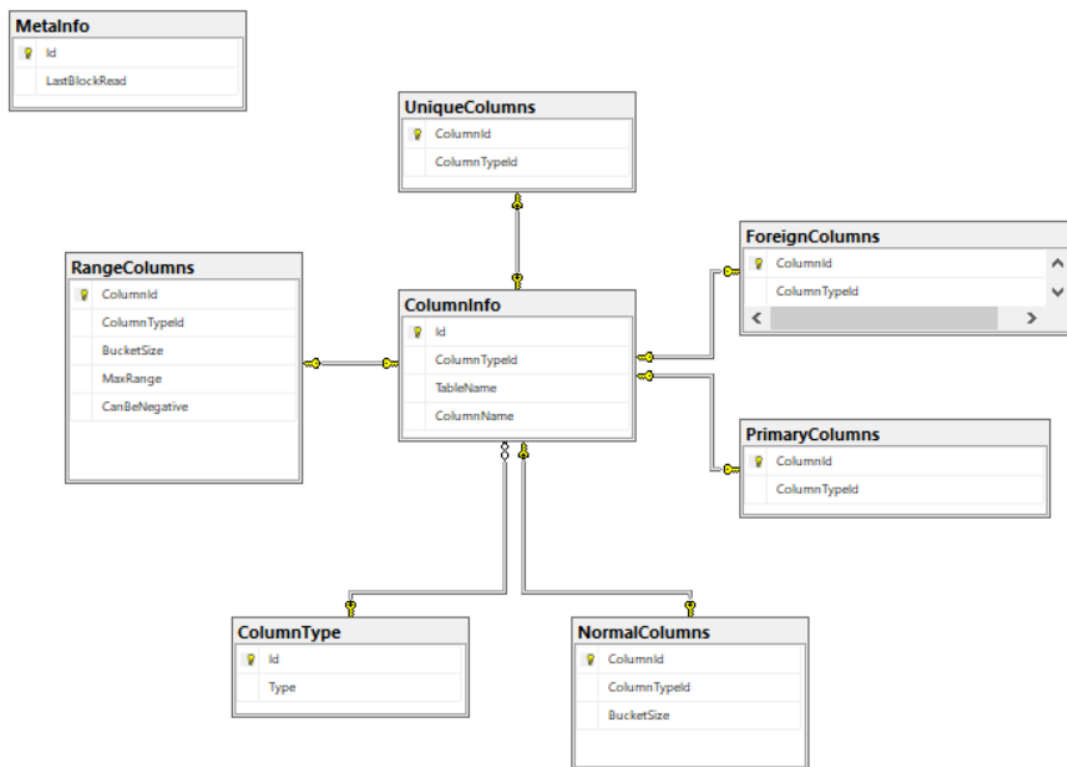 MetaInfo
Id
LastBlockRead
UniqueColumns
ColumnId
ColumnTypeId
ForeignColumns
ColumnId
ColumnTypeId
RangeColumns
ColumnId
ColumnTypeId
BucketSize
MaxRange
CanBeNegative
ColumnInfo
Id
ColumnTypeId
TableName
ColumnName
PrimaryColumns
ColumnId
ColumnTypeId
ColumnType
Id
Type
NormalColumns
ColumnId
ColumnTypeId
BucketSize